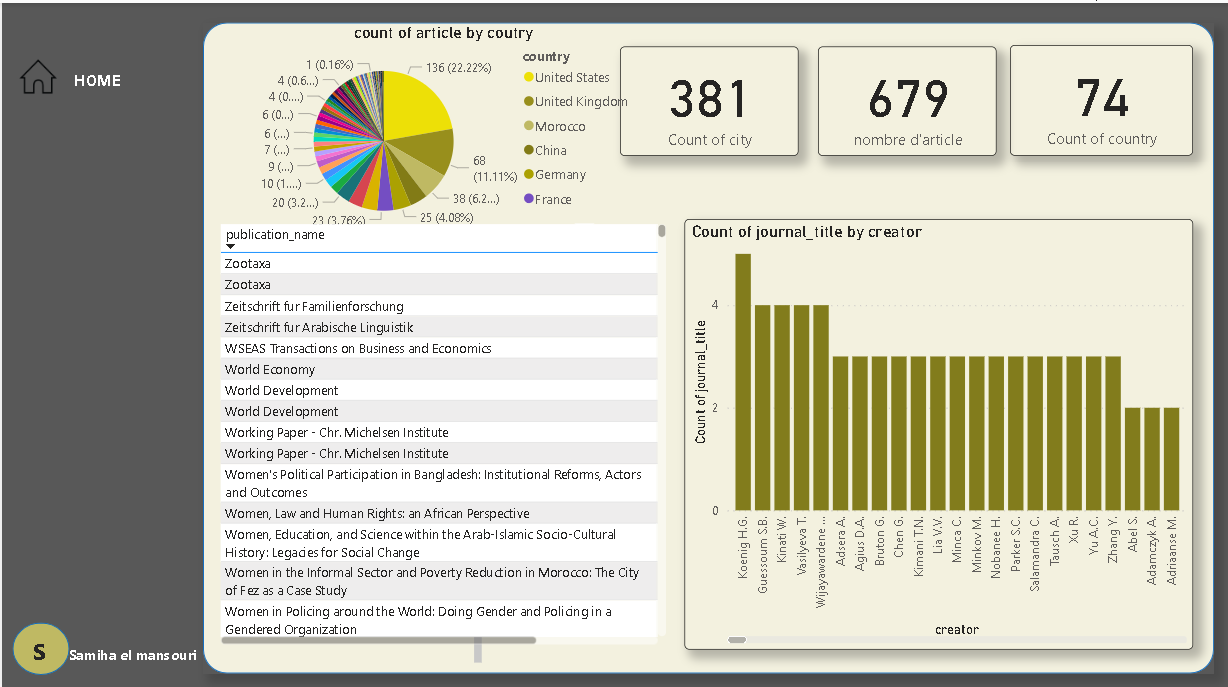 HOME
count of article by coutry
1 (0.16%)
4 (0.6...)
4 (0....)
6 (0...)
6 (...)
7 (...)
9 (...)
10 (1....)
20 (3.2...)
23 (3.76%)
25 (4.08%)
38 (6.2...)
68
(11.11%)
136 (22.22%)
country
United States
United Kingdom
Morocco
China
Germany
France
381
Count of city
679
nombre d'article
74
Count of country
publication_name
Zootaxa
Zootaxa
Zeitschrift fur Familienforschung
Zeitschrift fur Arabische Linguistik
WSEAS Transactions on Business and Economics
World Economy
World Development
World Development
Working Paper - Chr. Michelsen Institute
Working Paper - Chr. Michelsen Institute
Women's Political Participation in Bangladesh: Institutional Reforms, Actors
and Outcomes
Women, Law and Human Rights: an African Perspective
Women, Education, and Science within the Arab-Islamic Socio-Cultural
History: Legacies for Social Change
Women in the Informal Sector and Poverty Reduction in Morocco: The City
of Fez as a Case Study
Women in Policing around the World: Doing Gender and Policing in a
Gendered Organization
Count of journal_title by creator
Count of journal_title
4
2
0
Koenig H.G.
Guessoum S.B.
Kinati W.
Vasilyeva T.
Wijayawardene ...
Adsera A.
Agius D.A.
Bruton G.
Chen G.
Kimani T.N.
Lia V.V.
Minca C.
Minkov M.
Nobanee H.
Parker S.C.
Salamandra C.
Tausch A.
Xu R.
Yu A.C.
Zhang Y.
Abel S.
Adamczyk A.
Adriaanse M.
creator
S
Samiha el mansouri